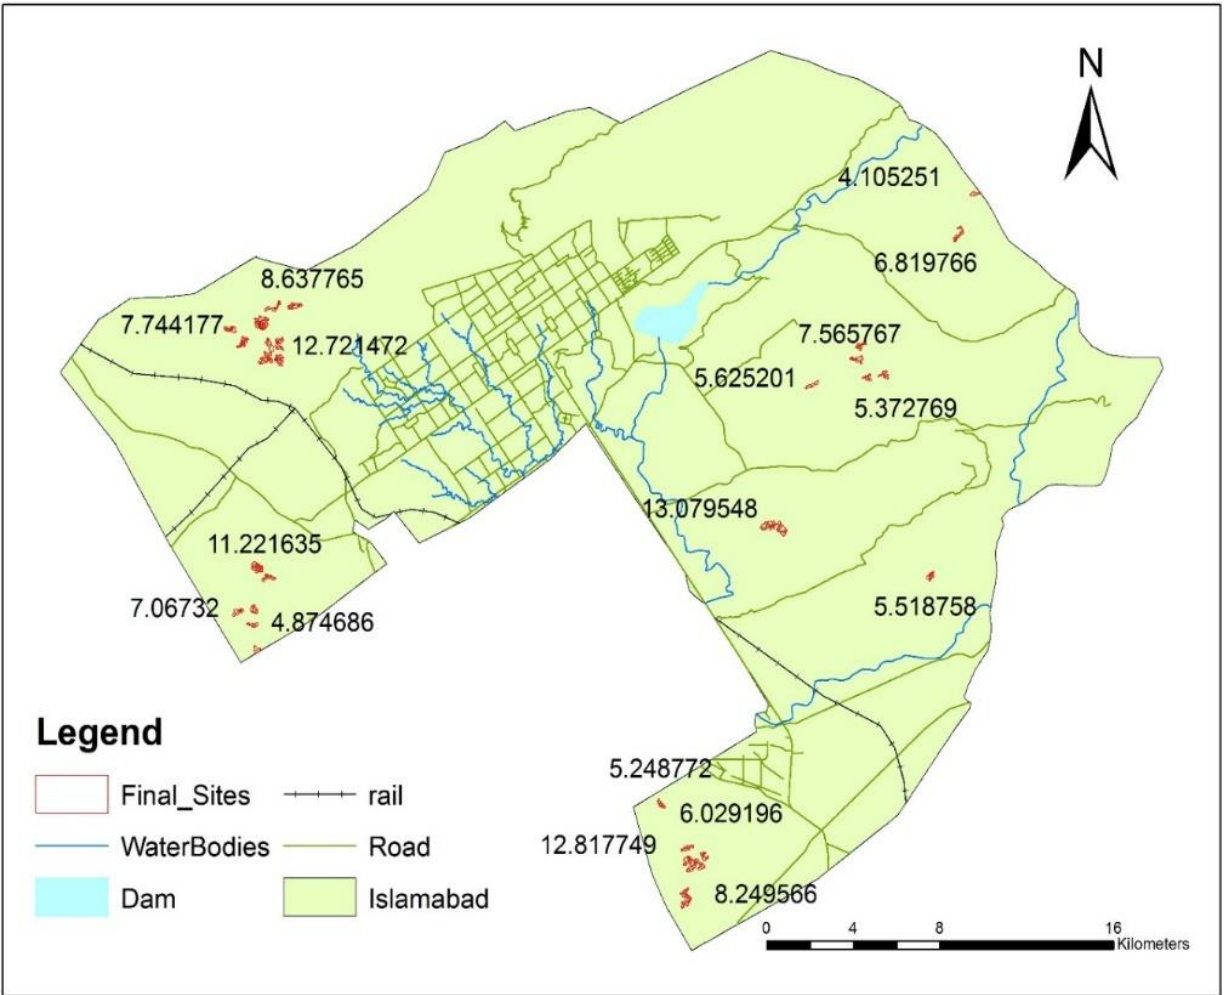 N
4.105251
6.819766
8.637765
7.744177
12.721472
7.565767
5.625201
5.372769
13.079548
11.221635
7.06732
4.874686
5.518758
Legend
Final_Sites
rail
WaterBodies
Road
Dam
Islamabad
5.248772
6.029196
12.817749
8.249566
0 4 8 16
Kilometers